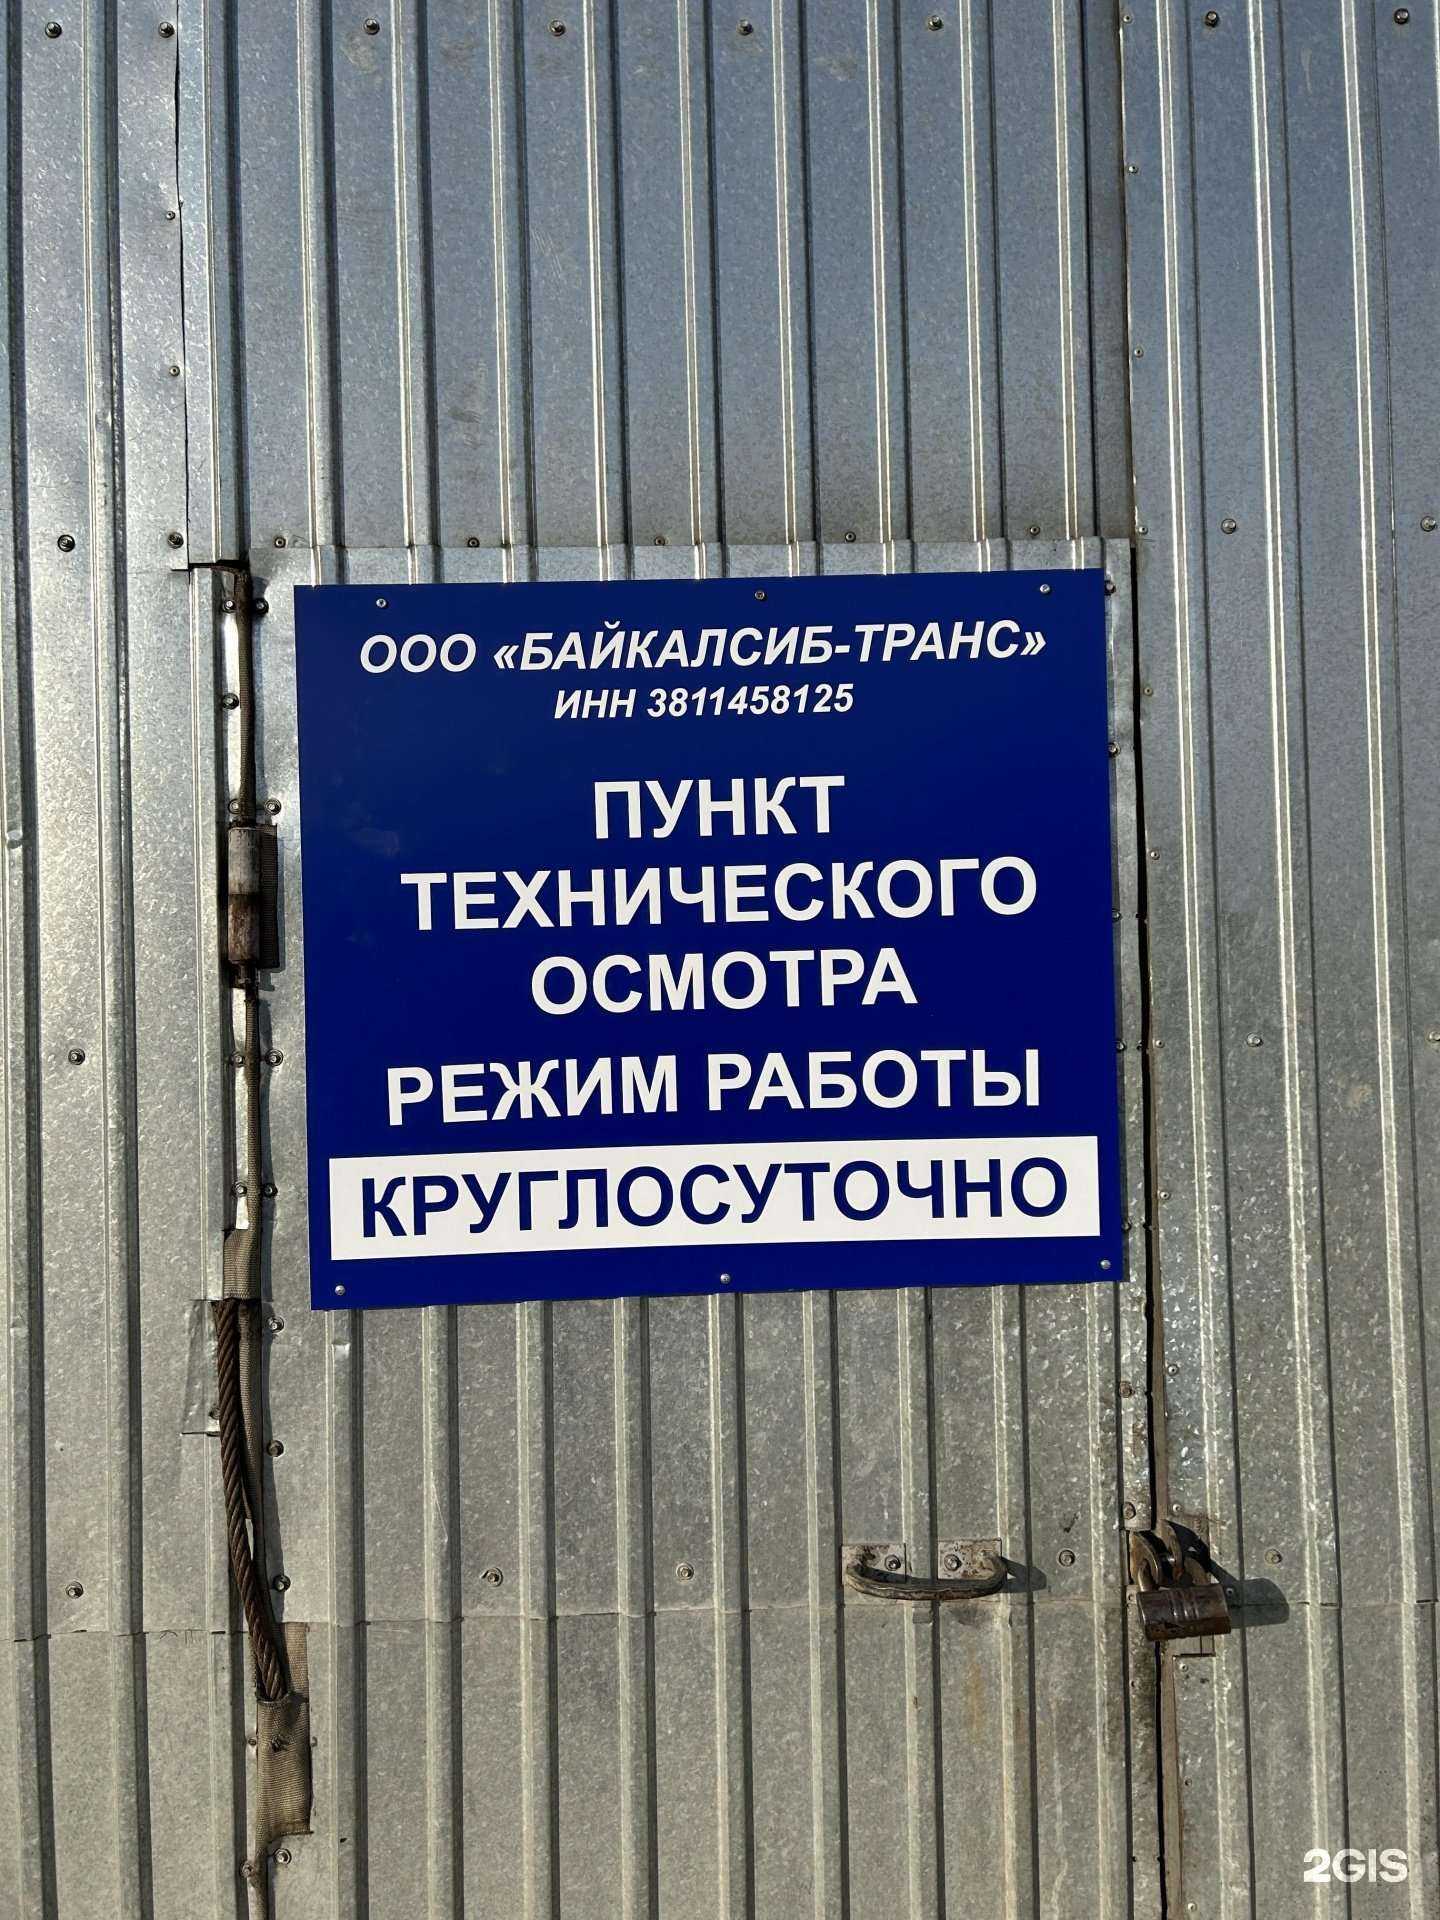 ООО «БАЙКАЛСИБ-ТРАНС»
ИНН 3811458125
ПУНКТ
ТЕХНИЧЕСКОГО
ОСМОТРА
РЕЖИМ РАБОТЫ
КРУГЛОСУТОЧНО
2GIS